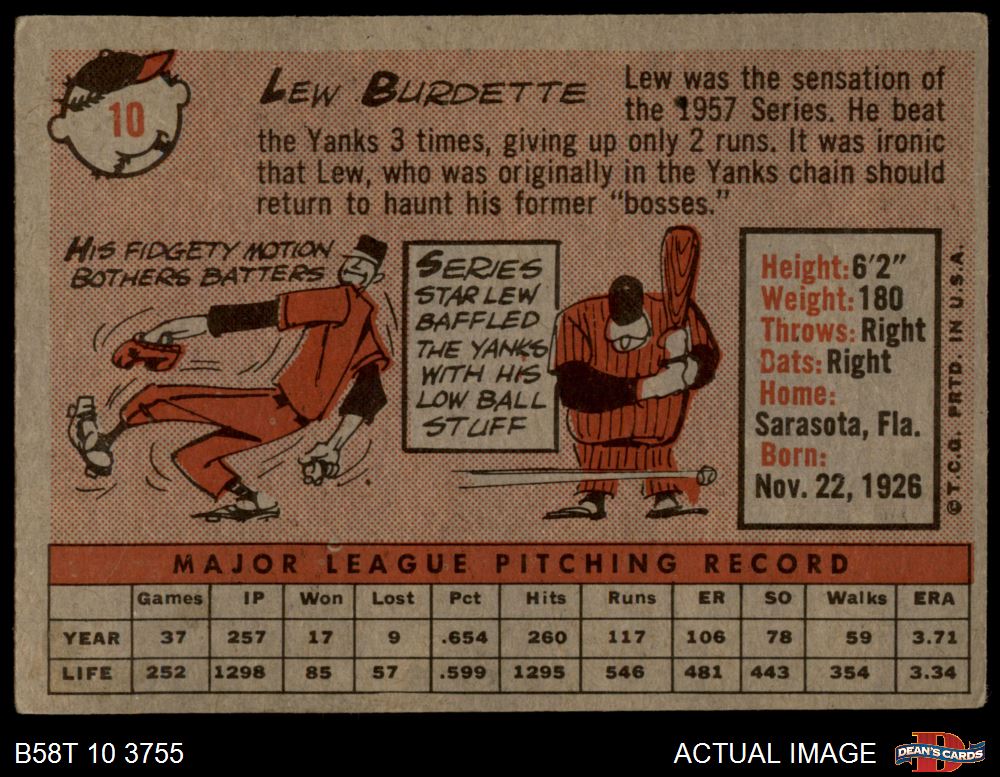 10
LEW BURDETTE
Lew was the sensation of
the 1957 Series. He beat
the Yanks 3 times, giving up only 2 runs. It was ironic
that Lew, who was originally in the Yanks chain should
return to haunt his former "bosses."
HIS FIDGETY MOTION
BOTHERS BATTERS
SERIES
STAR LEW
BAFFLED
THE YANKS
WITH HIS
LOW BALL
STUFF
Height: 6'2"
Weight: 180
Throws: Right
Bats: Right
Home:
Sarasota, Fla.
Born:
Nov. 22, 1926
© T.C.G. PRTD. IN U.S.A.
MAJOR LEAGUE PITCHING RECORD
Games IP Won Lost Pct Hits Runs ER SO Walks ERA
YEAR 37 257 17 9 .654 260 117 106 78 59 3.71
LIFE 252 1298 85 57 .599 1295 546 481 443 354 3.34
B58T 10 3755
ACTUAL IMAGE
DEAN'S CARDS